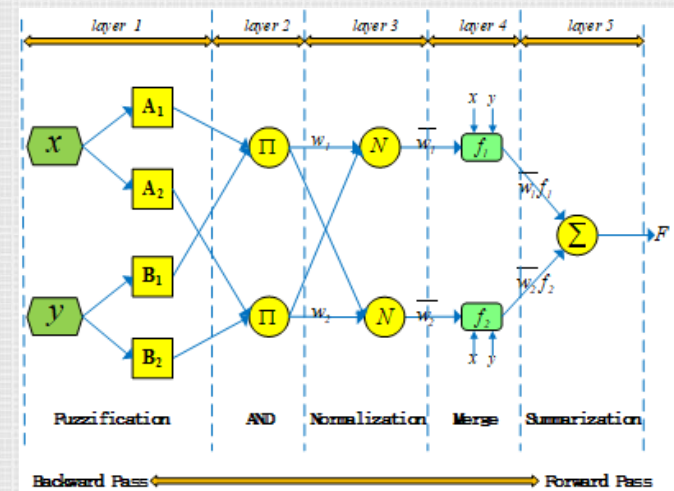 layer 1 layer 2 layer 3 layer 4 layer 5
x y
A₁
x Π w₁ N w̅₁ f₁
A₂
w̅₁f₁
Σ F
B₁
w̅₂f₂
y Π w₂ N w̅₂ f₂
B₂
x y
Fuzzification AND Normalization Merge Summarization
Backward Pass Forward Pass